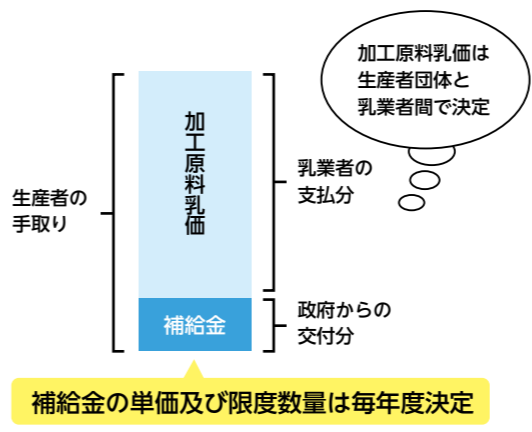 加工原料乳価は
生産者団体と
乳業者間で決定
加工原料乳価
乳業者の
支払分
生産者の
手取り
補給金
政府からの
交付分
補給金の単価及び限度数量は毎年度決定